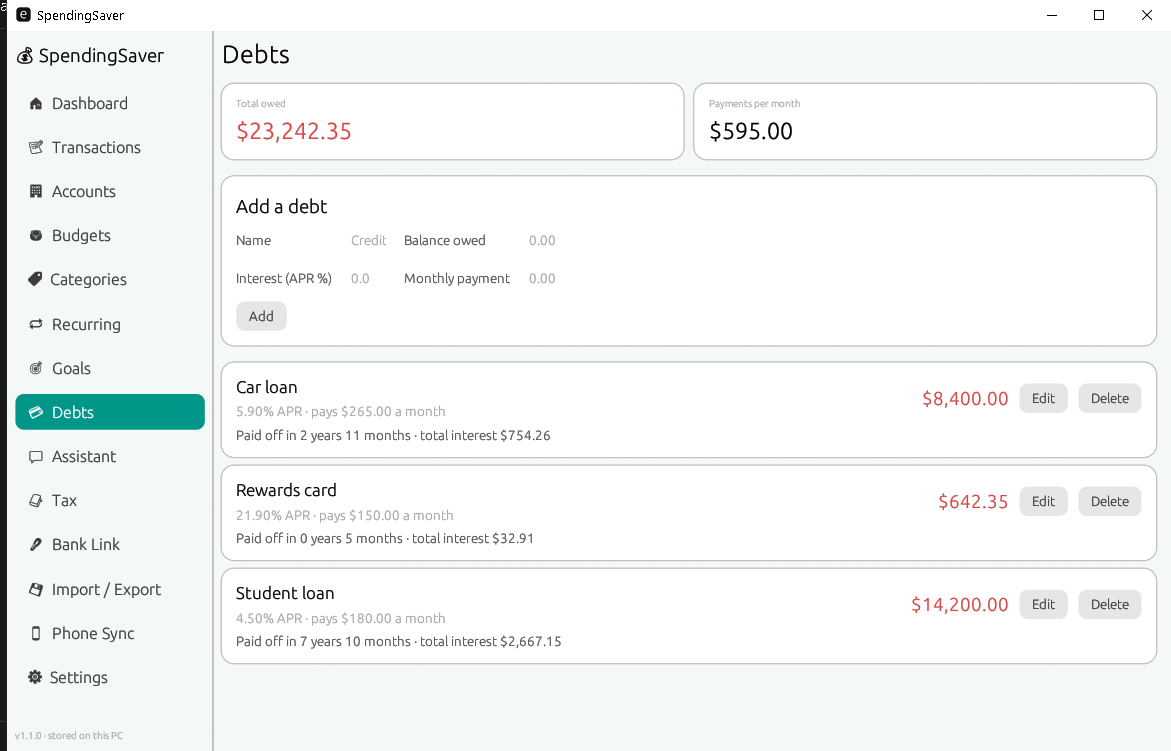 SpendingSaver
SpendingSaver
Dashboard
Transactions
Accounts
Budgets
Categories
Recurring
Goals
Debts
Assistant
Tax
Bank Link
Import / Export
Phone Sync
Settings
v1.1.0 · stored on this PC
Debts
Total owed
$23,242.35
Payments per month
$595.00
Add a debt
Name Credit Balance owed 0.00
Interest (APR %) 0.0 Monthly payment 0.00
Add
Car loan
5.90% APR · pays $265.00 a month
Paid off in 2 years 11 months · total interest $754.26
$8,400.00 Edit Delete
Rewards card
21.90% APR · pays $150.00 a month
Paid off in 0 years 5 months · total interest $32.91
$642.35 Edit Delete
Student loan
4.50% APR · pays $180.00 a month
Paid off in 7 years 10 months · total interest $2,667.15
$14,200.00 Edit Delete